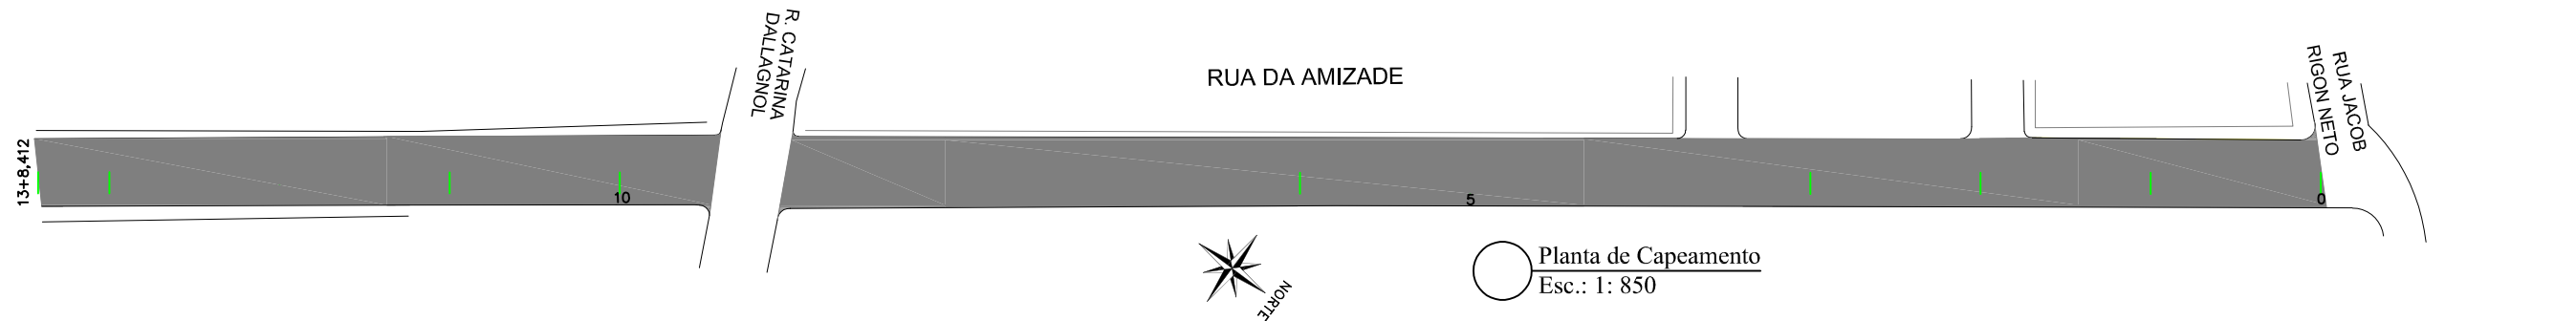 R. CATARINA
DALLAGNOL
RUA DA AMIZADE
RUA JACOB
RIGON NETO
13+8,412
10
5
0
NORTE
Planta de Capeamento
Esc.: 1: 850